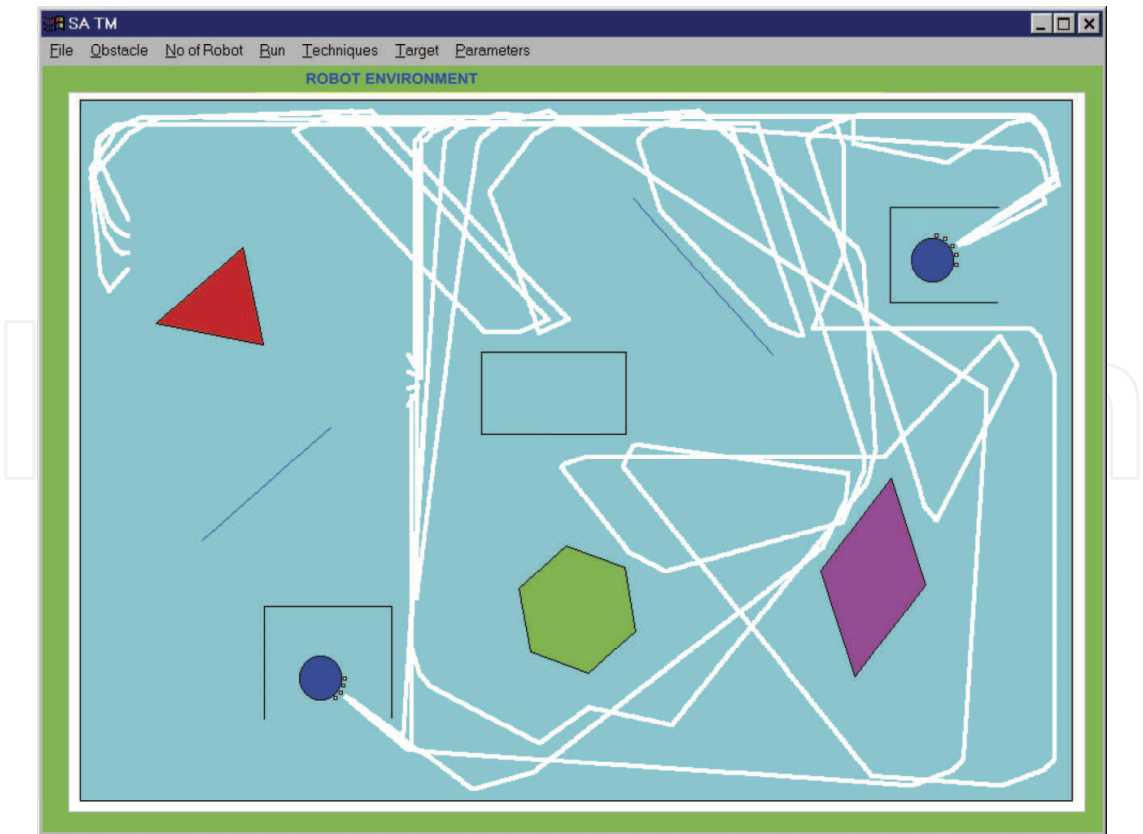 SA TM
File Obstacle No of Robot Run Techniques Target Parameters
ROBOT ENVIRONMENT